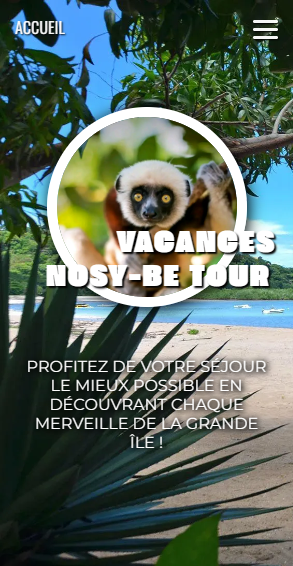 ACCUEIL
VACANCES
NOSY-BE TOUR
PROFITEZ DE VOTRE SÉJOUR
LE MIEUX POSSIBLE EN
DÉCOUVRANT CHAQUE
MERVEILLE DE LA GRANDE
ÎLE !